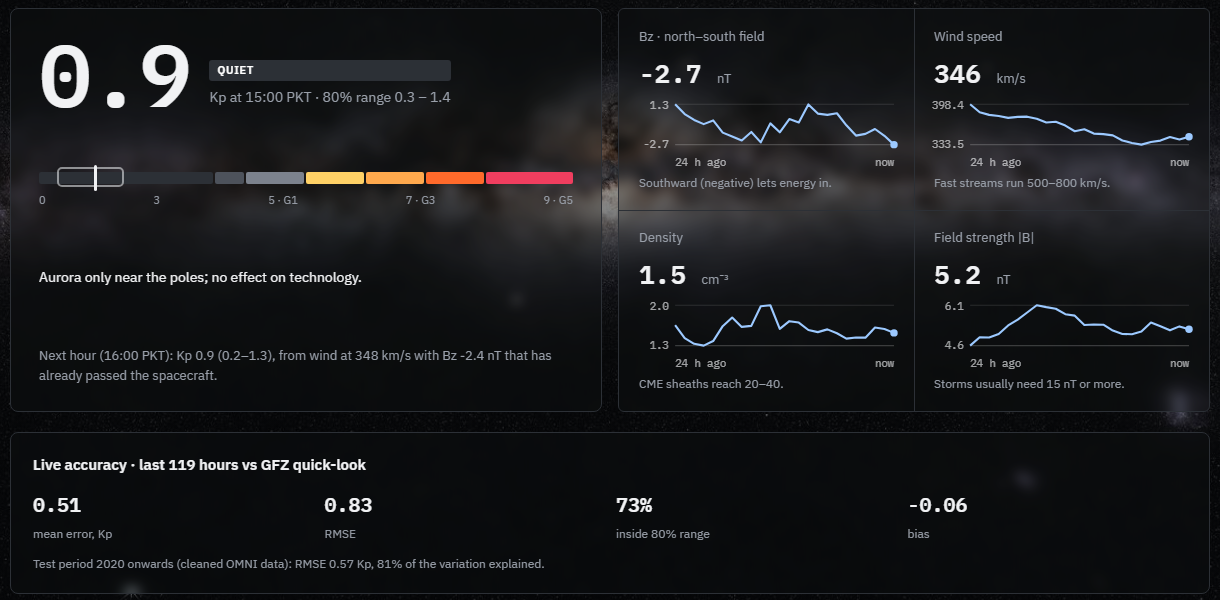 0.9
QUIET
Kp at 15:00 PKT · 80% range 0.3 – 1.4
0 3 5 · G1 7 · G3 9 · G5
Aurora only near the poles; no effect on technology.
Next hour (16:00 PKT): Kp 0.9 (0.2–1.3), from wind at 348 km/s with Bz -2.4 nT that has
already passed the spacecraft.
Bz · north–south field
-2.7 nT
1.3
-2.7
24 h ago now
Southward (negative) lets energy in.
Wind speed
346 km/s
398.4
333.5
24 h ago now
Fast streams run 500–800 km/s.
Density
1.5 cm⁻³
2.0
1.3
24 h ago now
CME sheaths reach 20–40.
Field strength |B|
5.2 nT
6.1
4.6
24 h ago now
Storms usually need 15 nT or more.
Live accuracy · last 119 hours vs GFZ quick-look
0.51 0.83 73% -0.06
mean error, Kp RMSE inside 80% range bias
Test period 2020 onwards (cleaned OMNI data): RMSE 0.57 Kp, 81% of the variation explained.